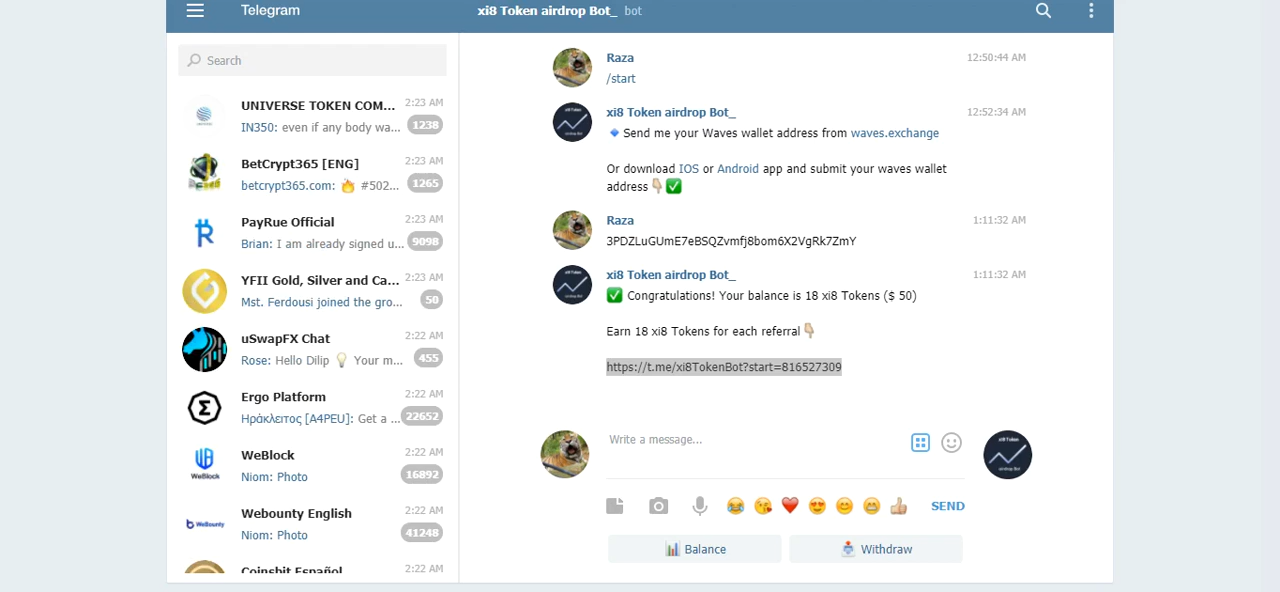 Telegram
xi8 Token airdrop Bot_ bot
Search
UNIVERSE TOKEN COM... 2:23 AM
IN350: even if any body wa... 1238
BetCrypt365 [ENG] 2:23 AM
betcrypt365.com: 🔥 #502... 1265
PayRue Official 2:23 AM
Brian: I am already signed u... 9098
YFII Gold, Silver and Ca... 2:23 AM
Mst. Ferdousi joined the gro... 50
uSwapFX Chat 2:22 AM
Rose: Hello Dilip 💡 Your m... 455
Ergo Platform 2:22 AM
Ηράκλειτος [A4PEU]: Get a ... 22652
WeBlock 2:22 AM
Niom: Photo 16892
WeBlock
Webounty English 2:22 AM
Niom: Photo 41248
WeBounty
Coinsbit Español 2:22 AM
Raza 12:50:44 AM
/start
xi8 Token airdrop Bot_ 12:52:34 AM
🔹Send me your Waves wallet address from waves.exchange
Or download IOS or Android app and submit your waves wallet
address👇🏼✅
Raza 1:11:32 AM
3PDZLuGUmE7eBSQZvmfj8bom6X2VgRk7ZmY
xi8 Token airdrop Bot_ 1:11:32 AM
✅ Congratulations! Your balance is 18 xi8 Tokens ($ 50)
Earn 18 xi8 Tokens for each referral👇🏼
https://t.me/xi8TokenBot?start=816527309
Write a message...
xi8 Token
airdrop Bot
SEND
📊 Balance
📩 Withdraw